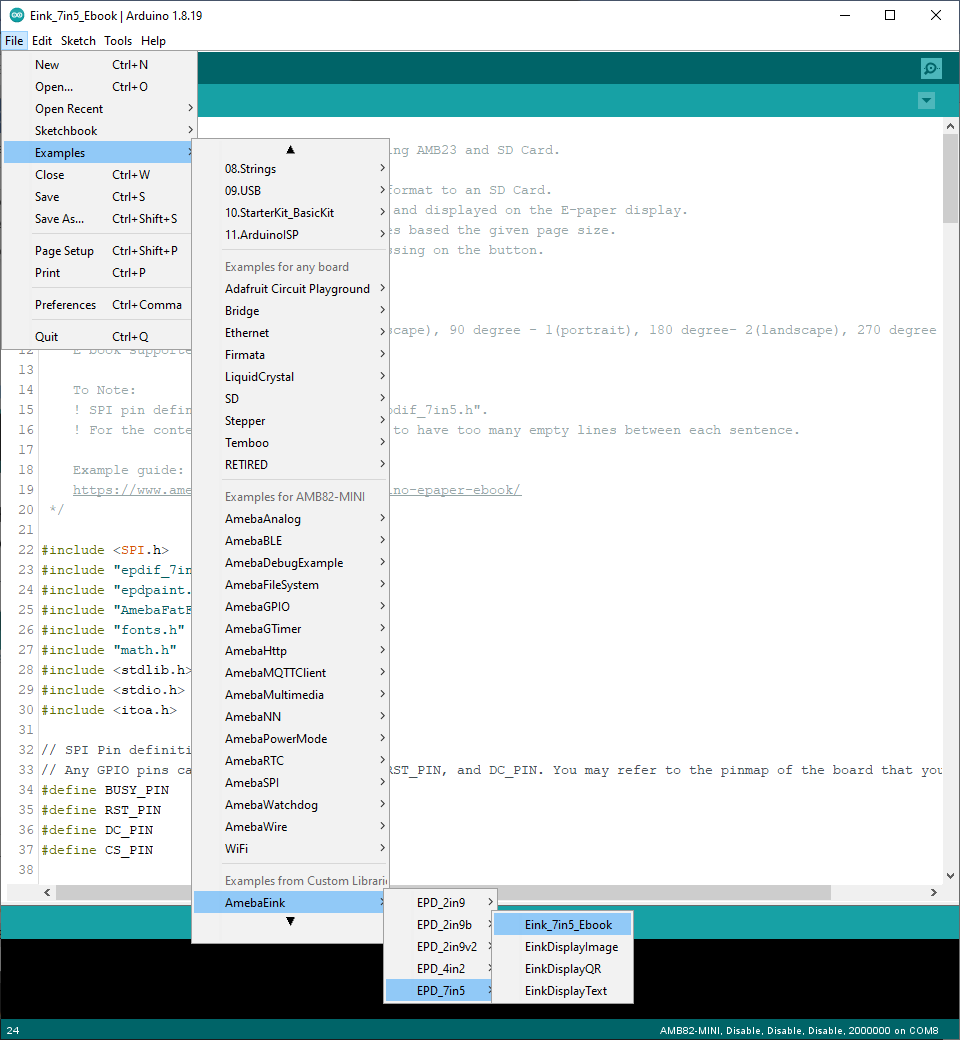 Eink_7in5_Ebook | Arduino 1.8.19
File Edit Sketch Tools Help
New Ctrl+N
Open... Ctrl+O
Open Recent
Sketchbook
Examples
Close Ctrl+W
Save Ctrl+S
Save As... Ctrl+Shift+S
Page Setup Ctrl+Shift+P
Print Ctrl+P
Preferences Ctrl+Comma
Quit Ctrl+Q
08.Strings
09.USB
10.StarterKit_BasicKit
11.ArduinoISP
Examples for any board
Adafruit Circuit Playground
Bridge
Ethernet
Firmata
LiquidCrystal
SD
Stepper
Temboo
RETIRED
Examples for AMB82-MINI
AmebaAnalog
AmebaBLE
AmebaDebugExample
AmebaFileSystem
AmebaGPIO
AmebaGTimer
AmebaHttp
AmebaMQTTClient
AmebaMultimedia
AmebaNN
AmebaPowerMode
AmebaRTC
AmebaSPI
AmebaWatchdog
AmebaWire
WiFi
Examples from Custom Librari
AmebaEink
EPD_2in9
EPD_2in9b
EPD_2in9v2
EPD_4in2
EPD_7in5
Eink_7in5_Ebook
EinkDisplayImage
EinkDisplayQR
EinkDisplayText
ng AMB23 and SD Card.
format to an SD Card.
and displayed on the E-paper display.
s based the given page size.
sing on the button.
cape), 90 degree - 1(portrait), 180 degree- 2(landscape), 270 degree
12 E book supporte
13
14 To Note:
15 ! SPI pin defin pdif_7in5.h".
16 ! For the conte to have too many empty lines between each sentence.
17
18 Example guide:
19 https://www.ame no-epaper-ebook/
20 */
21
22 #include <SPI.h>
23 #include "epdif_7in
24 #include "epdpaint.
25 #include "AmebaFatF
26 #include "fonts.h"
27 #include "math.h"
28 #include <stdlib.h>
29 #include <stdio.h>
30 #include <itoa.h>
31
32 // SPI Pin definiti
33 // Any GPIO pins ca RST_PIN, and DC_PIN. You may refer to the pinmap of the board that you
34 #define BUSY_PIN
35 #define RST_PIN
36 #define DC_PIN
37 #define CS_PIN
38
24 AMB82-MINI, Disable, Disable, Disable, 2000000 on COM8